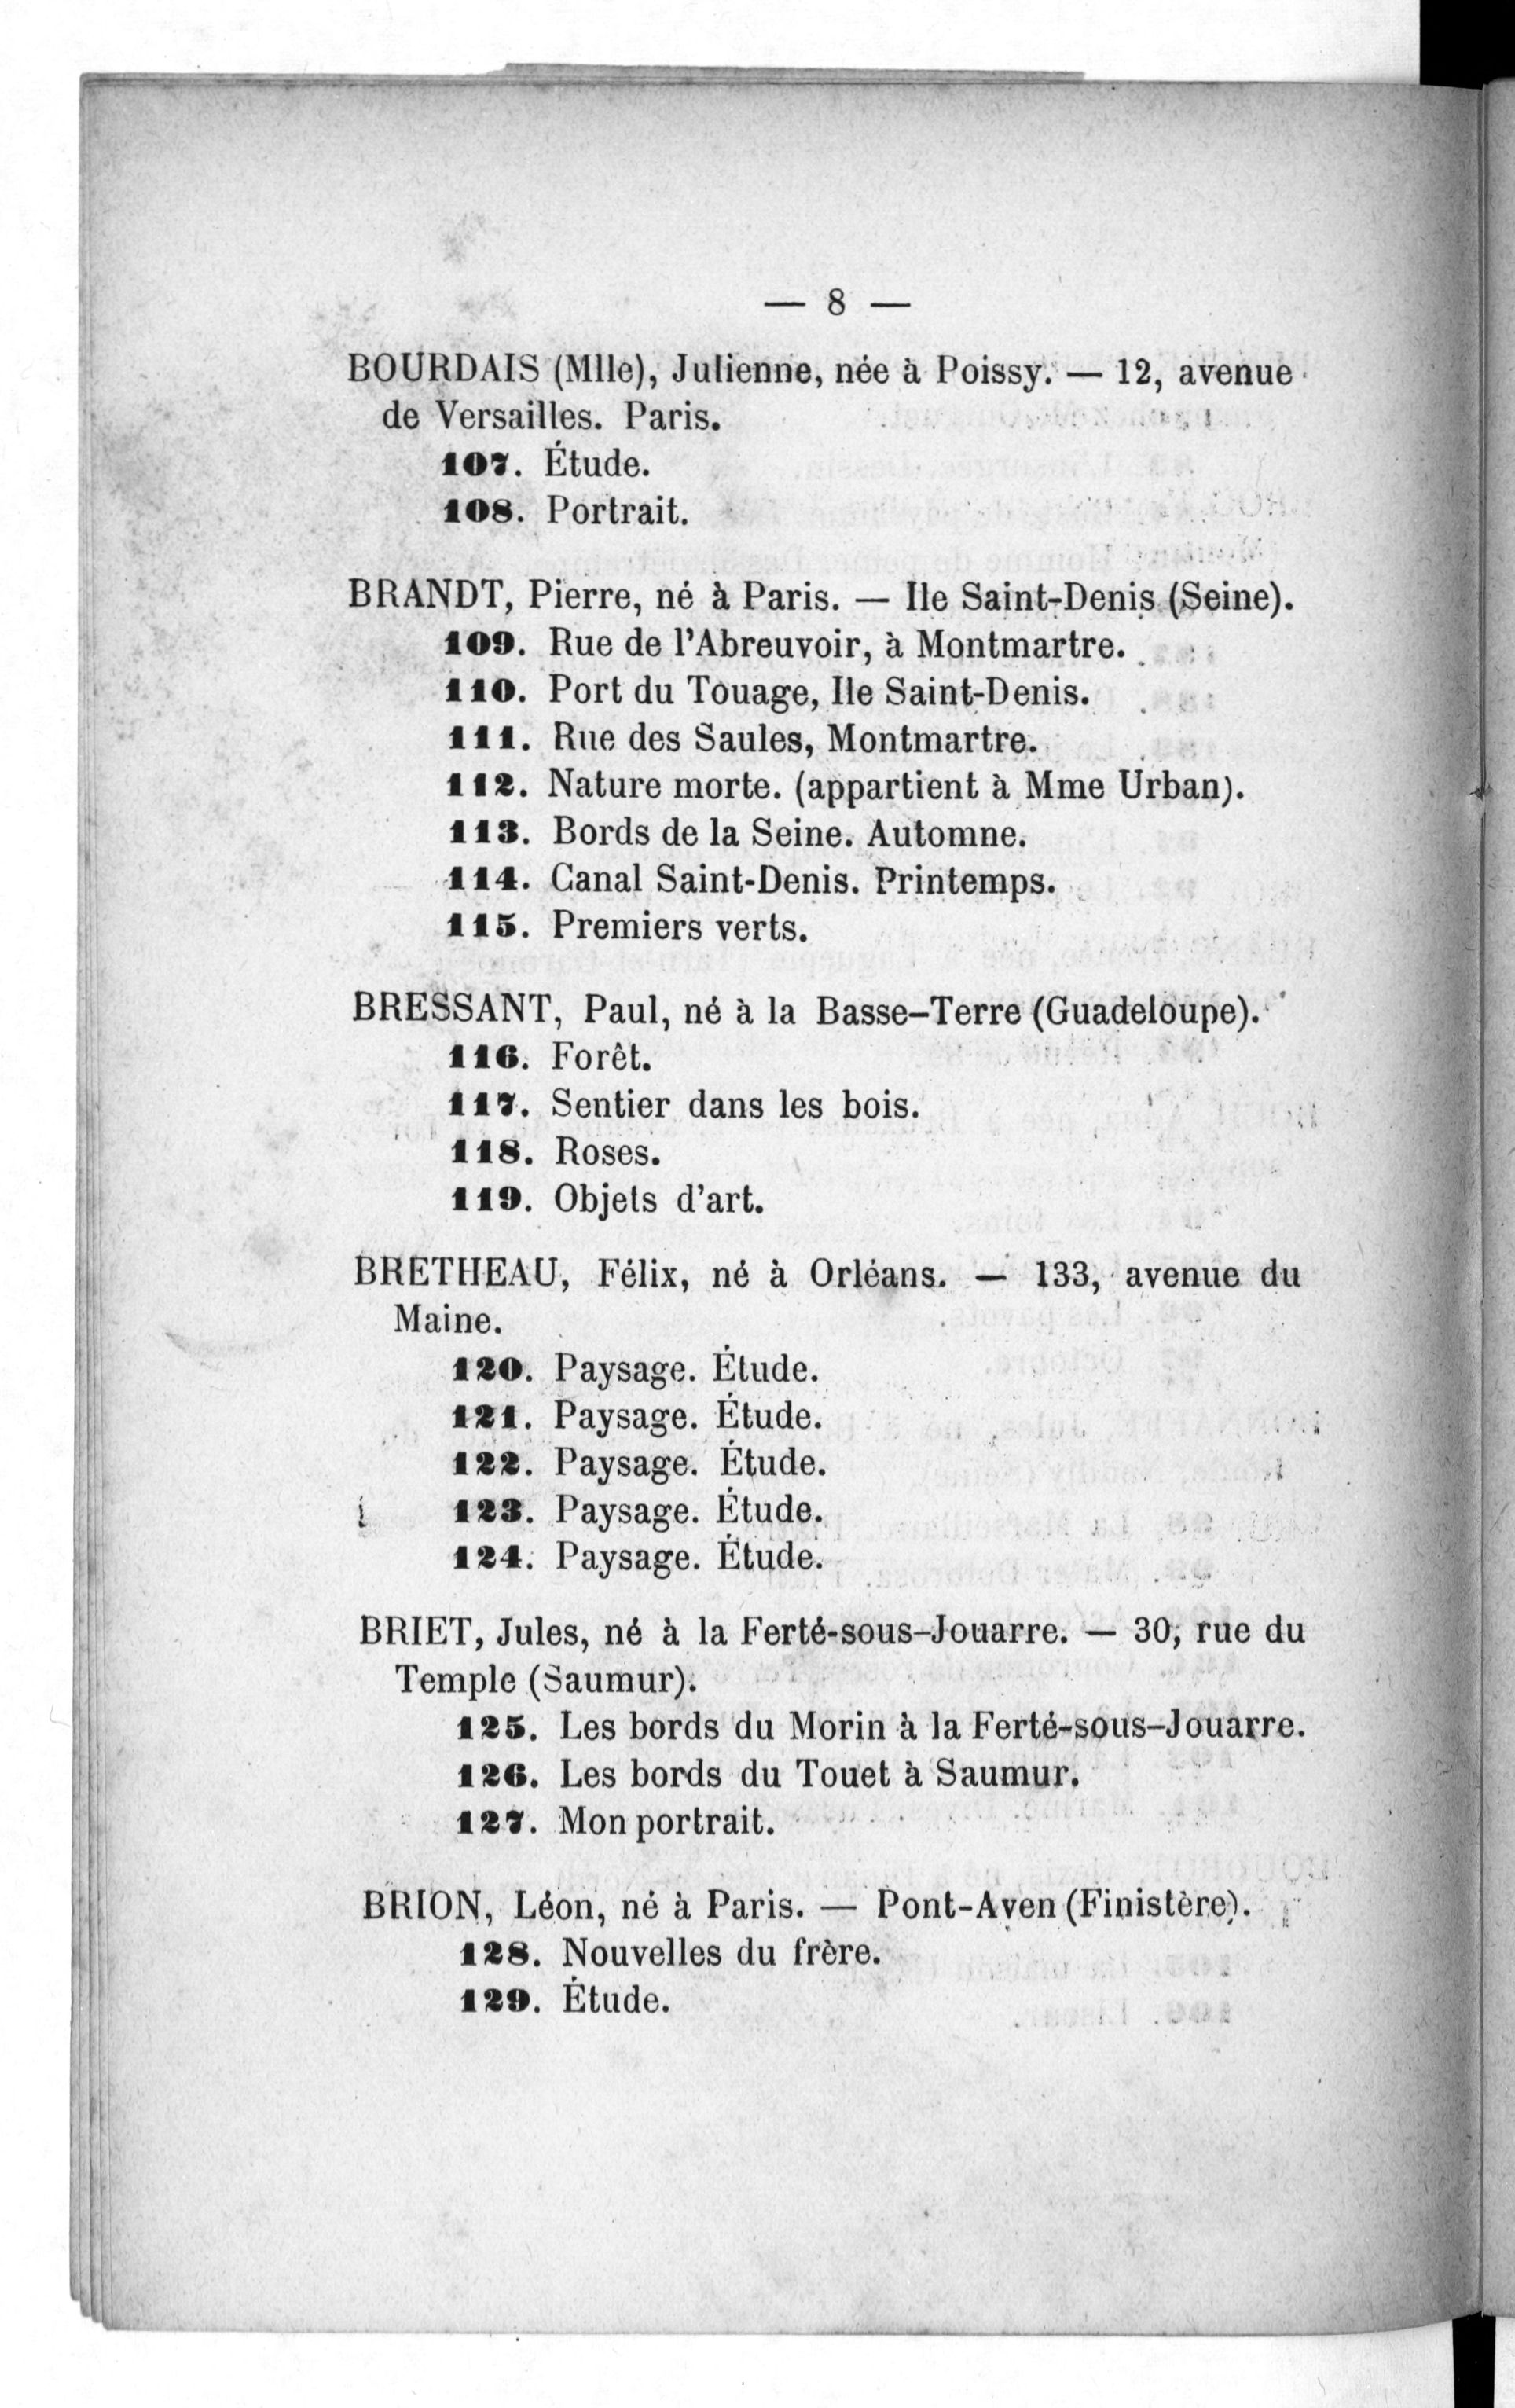 — 8 —
BOURDAIS (Mlle), Julienne, née à Poissy. — 12, avenue
de Versailles. Paris.
107. Étude.
108. Portrait.
BRANDT, Pierre, né à Paris. — Ile Saint-Denis (Seine).
109. Rue de l'Abreuvoir, à Montmartre.
110. Port du Touage, Ile Saint-Denis.
111. Rue des Saules, Montmartre.
112. Nature morte. (appartient à Mme Urban).
113. Bords de la Seine. Automne.
114. Canal Saint-Denis. Printemps.
115. Premiers verts.
BRESSANT, Paul, né à la Basse-Terre (Guadeloupe).
116. Forêt.
117. Sentier dans les bois.
118. Roses.
119. Objets d'art.
BRETHEAU, Félix, né à Orléans. — 133, avenue du
Maine.
120. Paysage. Étude.
121. Paysage. Étude.
122. Paysage. Étude.
123. Paysage. Étude.
124. Paysage. Étude.
BRIET, Jules, né à la Ferté-sous-Jouarre. — 30, rue du
Temple (Saumur).
125. Les bords du Morin à la Ferté-sous-Jouarre.
126. Les bords du Touet à Saumur.
127. Mon portrait.
BRION, Léon, né à Paris. — Pont-Aven (Finistère).
128. Nouvelles du frère.
129. Étude.